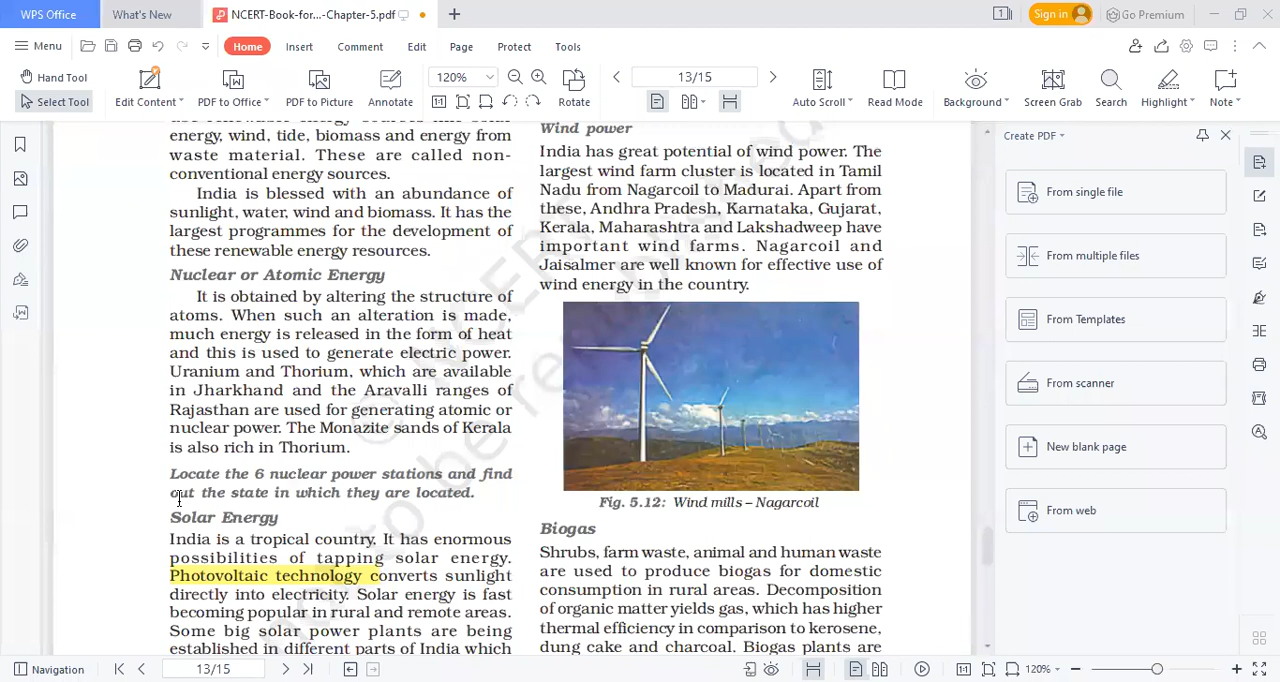 WPS Office
What's New
NCERT-Book-for...-Chapter-5.pdf
Sign in
Go Premium
Menu
Home
Insert
Comment
Edit
Page
Protect
Tools
Hand Tool
Select Tool
Edit Content
PDF to Office
PDF to Picture
Annotate
120%
Rotate
13/15
Auto Scroll
Read Mode
Background
Screen Grab
Search
Highlight
Note
energy, wind, tide, biomass and energy from
waste material. These are called non-
conventional energy sources.
India is blessed with an abundance of
sunlight, water, wind and biomass. It has the
largest programmes for the development of
these renewable energy resources.
Nuclear or Atomic Energy
It is obtained by altering the structure of
atoms. When such an alteration is made,
much energy is released in the form of heat
and this is used to generate electric power.
Uranium and Thorium, which are available
in Jharkhand and the Aravalli ranges of
Rajasthan are used for generating atomic or
nuclear power. The Monazite sands of Kerala
is also rich in Thorium.
Locate the 6 nuclear power stations and find
out the state in which they are located.
Solar Energy
India is a tropical country. It has enormous
possibilities of tapping solar energy.
Photovoltaic technology converts sunlight
directly into electricity. Solar energy is fast
becoming popular in rural and remote areas.
Some big solar power plants are being
established in different parts of India which
Wind power
India has great potential of wind power. The
largest wind farm cluster is located in Tamil
Nadu from Nagarcoil to Madurai. Apart from
these, Andhra Pradesh, Karnataka, Gujarat,
Kerala, Maharashtra and Lakshadweep have
important wind farms. Nagarcoil and
Jaisalmer are well known for effective use of
wind energy in the country.
Fig. 5.12: Wind mills – Nagarcoil
Biogas
Shrubs, farm waste, animal and human waste
are used to produce biogas for domestic
consumption in rural areas. Decomposition
of organic matter yields gas, which has higher
thermal efficiency in comparison to kerosene,
dung cake and charcoal. Biogas plants are
© NCERT
not to be republished
Create PDF
From single file
From multiple files
From Templates
From scanner
New blank page
From web
Navigation
13/15
120%